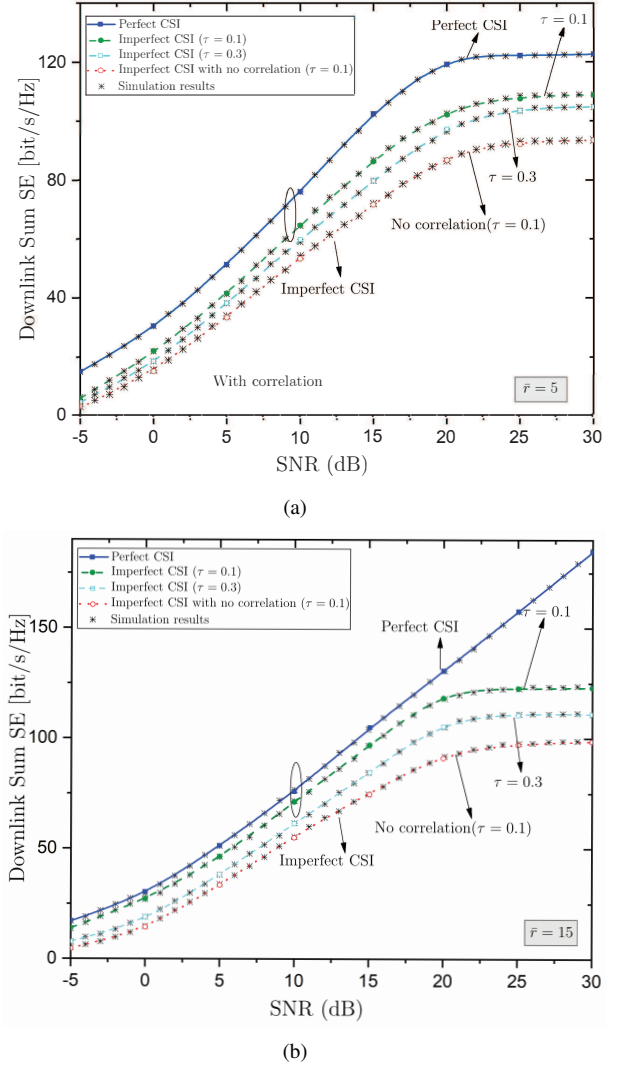 Perfect CSI
Imperfect CSI (τ = 0.1)
Imperfect CSI (τ = 0.3)
Imperfect CSI with no correlation (τ = 0.1)
Simulation results
Perfect CSI
τ = 0.1
τ = 0.3
No correlation(τ = 0.1)
Imperfect CSI
With correlation
r̄ = 5
120
80
40
0
-5 0 5 10 15 20 25 30
Downlink Sum SE [bit/s/Hz]
SNR (dB)
(a)
Perfect CSI
Imperfect CSI (τ = 0.1)
Imperfect CSI (τ = 0.3)
Imperfect CSI with no correlation (τ = 0.1)
Simulation results
Perfect CSI
τ = 0.1
τ = 0.3
No correlation(τ = 0.1)
Imperfect CSI
r̄ = 15
150
100
50
0
-5 0 5 10 15 20 25 30
Downlink Sum SE [bit/s/Hz]
SNR (dB)
(b)